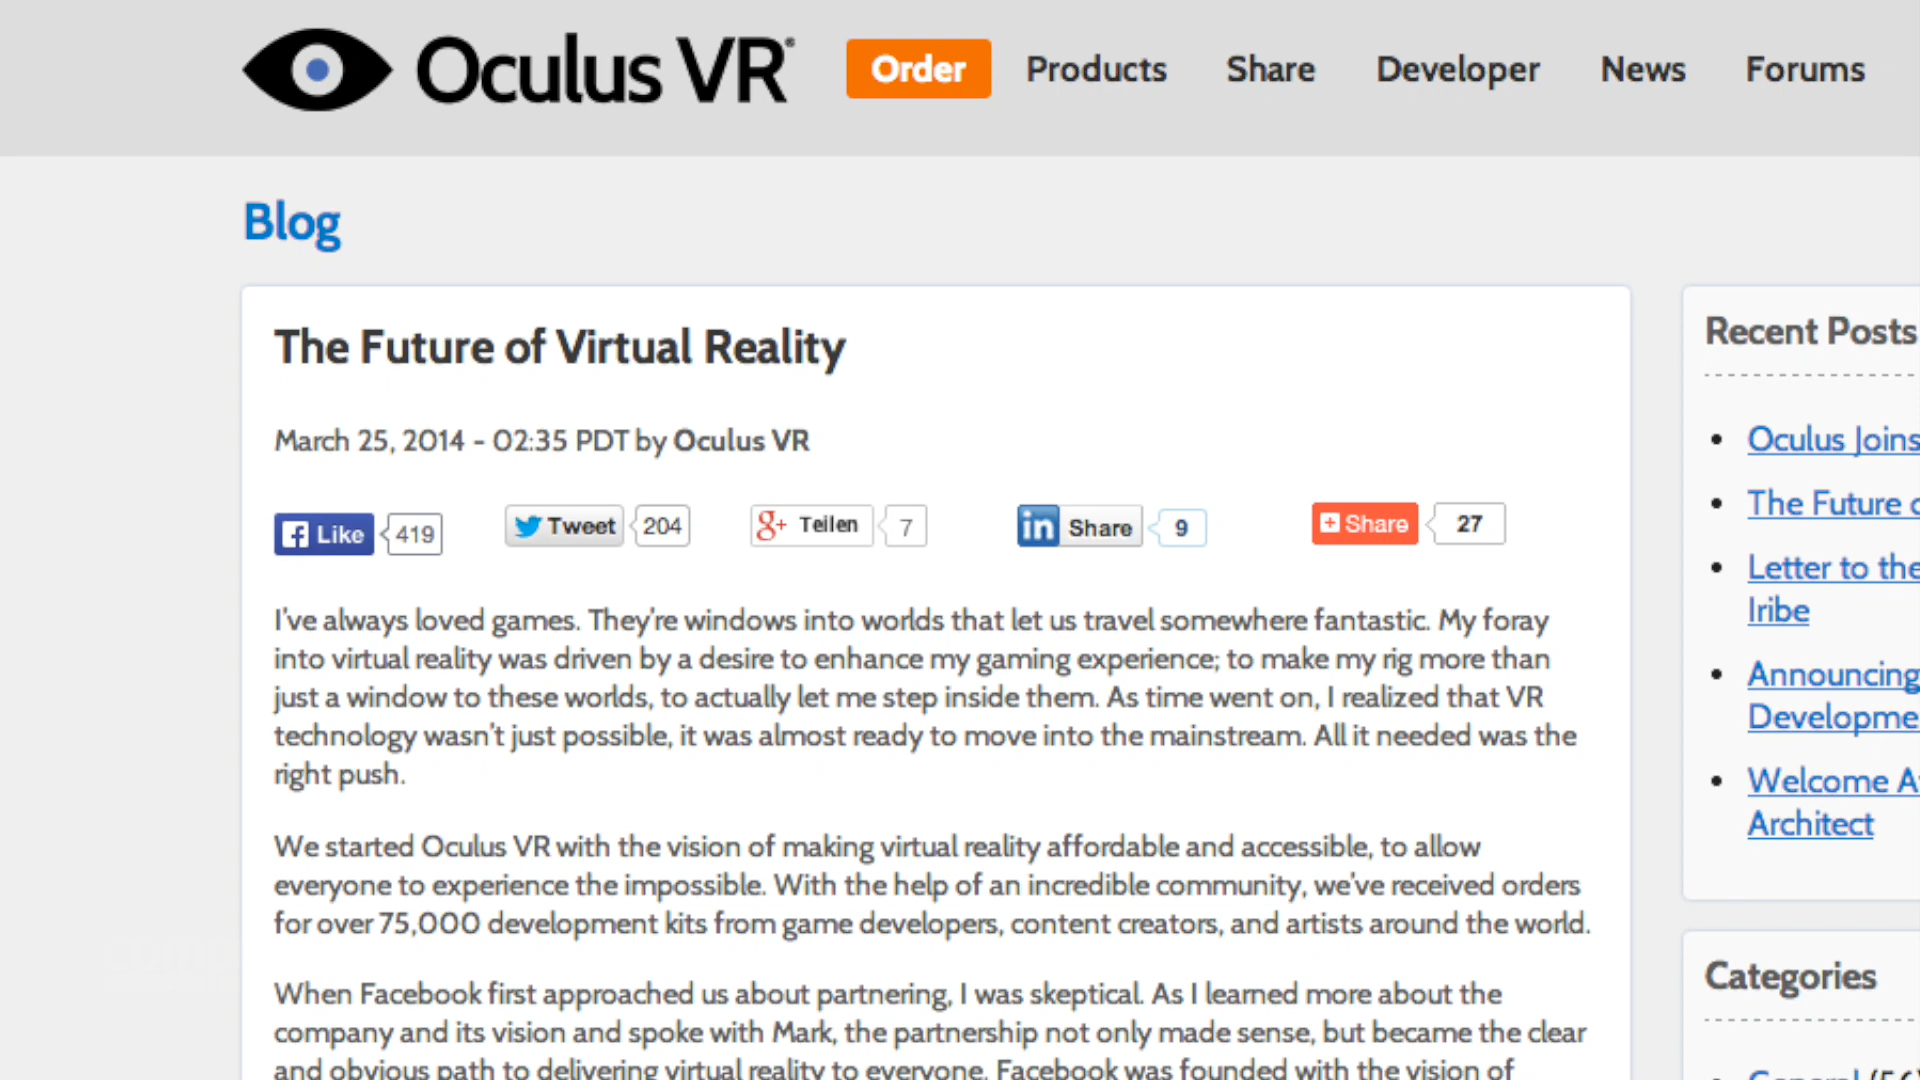 Oculus VR®
Order Products Share Developer News Forums
Blog
The Future of Virtual Reality
March 25, 2014 - 02:35 PDT by Oculus VR
Like 419
Tweet 204
8+ Teilen 7
in Share 9
Share 27
I've always loved games. They're windows into worlds that let us travel somewhere fantastic. My foray
into virtual reality was driven by a desire to enhance my gaming experience; to make my rig more than
just a window to these worlds, to actually let me step inside them. As time went on, I realized that VR
technology wasn't just possible, it was almost ready to move into the mainstream. All it needed was the
right push.
We started Oculus VR with the vision of making virtual reality affordable and accessible, to allow
everyone to experience the impossible. With the help of an incredible community, we've received orders
for over 75,000 development kits from game developers, content creators, and artists around the world.
When Facebook first approached us about partnering, I was skeptical. As I learned more about the
company and its vision and spoke with Mark, the partnership not only made sense, but became the clear
and obvious path to delivering virtual reality to everyone. Facebook was founded with the vision of
Recent Posts
Oculus Joins
The Future
Letter to the
Iribe
Announcing
Developme
Welcome
Architect
Categories
General